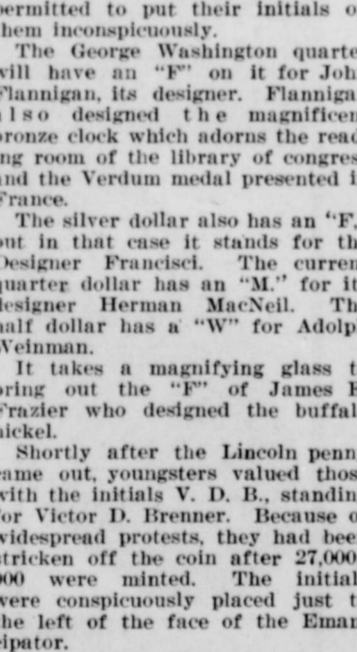 ermitted to put their initials o
hem inconspicuously.
The George Washington quarte
vill have an "F" on it for Joh
Flannigan, its designer. Flanniga
also designed the magnificen
bronze clock which adorns the read
ng room of the library of congres
and the Verdum medal presented i
France.
The silver dollar also has an "F,
out in that case it stands for th
Designer Francisci. The curren
quarter dollar has an "M." for it
designer Herman MacNeil. Th
half dollar has a "W" for Adolp
Weinman.
It takes a magnifying glass t
bring out the "F" of James E
Frazier who designed the buffal
nickel.
Shortly after the Lincoln penn
came out, youngsters valued thos
with the initials V. D. B., standin
for Victor D. Brenner. Because o
widespread protests, they had bee
stricken off the coin after 27,000
000 were minted. The initial
were conspicuously placed just t
the left of the face of the Eman
cipator.